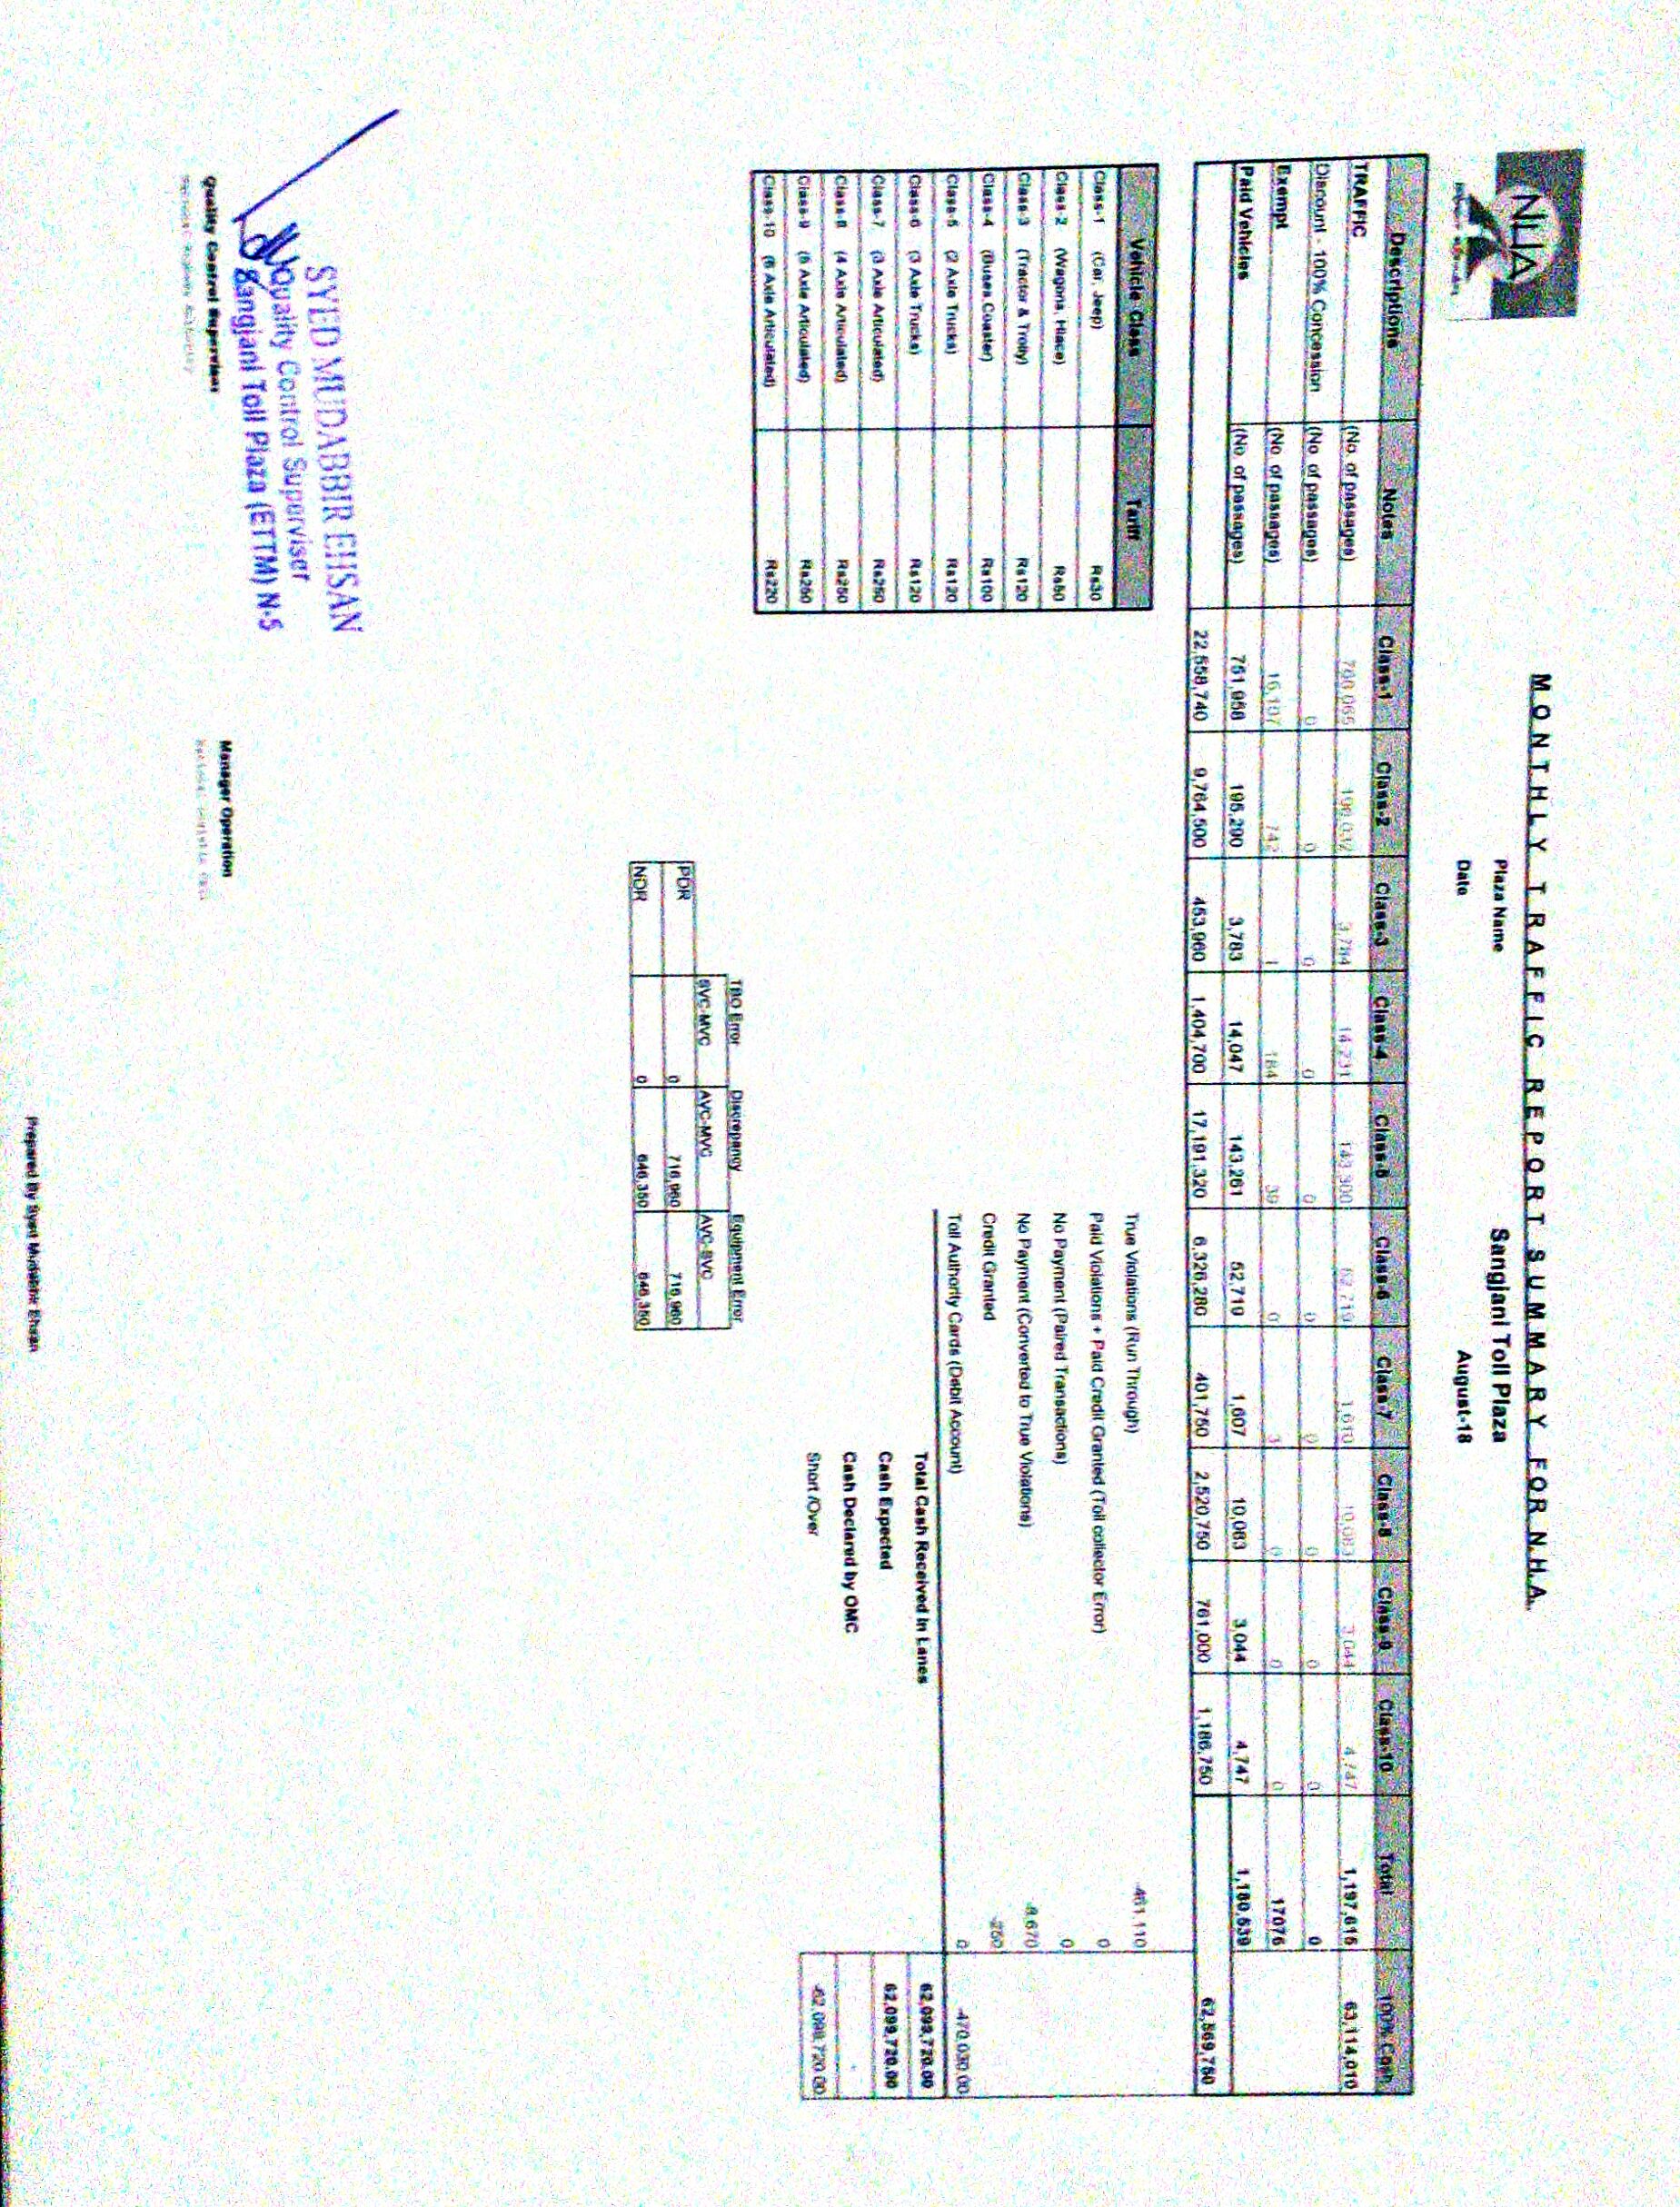 NHA
MONTHLY TRAFFIC REPORT SUMMARY FOR N.H.A.
Plaza Name Sangjani Toll Plaza
Date August-18
Descriptions Notes Class-1 Class-2 Class-3 Class-4 Class-5 Class-6 Class-7 Class-8 Class-9 Class-10 Total 100% Cash
TRAFFIC (No. of passages) 768,065 196,032 3,784 14,231 143,300 52,719 1,610 10,083 3,044 4,747 1,197,615 63,114,010
Discount - 100% Concession (No. of passages) 0 0 0 0 0 0 0 0 0 0 0
Exempt (No. of passages) 16,107 742 1 184 39 0 3 0 0 0 17076
Paid Vehicles (No. of passages) 751,958 195,290 3,783 14,047 143,261 52,719 1,607 10,083 3,044 4,747 1,180,539
22,558,740 9,764,500 453,960 1,404,700 17,191,320 6,326,280 401,750 2,520,750 761,000 1,186,750 62,569,750
Vehicle Class Tariff
Class-1 (Car, Jeep) Rs30
Class-2 (Wagons, Hiace) Rs50
Class-3 (Tractor & Trolly) Rs120
Class-4 (Buses,Coaster) Rs100
Class-5 (2 Axle Trucks) Rs120
Class-6 (3 Axle Trucks) Rs120
Class-7 (3 Axle Articulated) Rs250
Class-8 (4 Axle Articulated) Rs250
Class-9 (5 Axle Articulated) Rs250
Class-10 (6 Axle Articulated) Rs220
True Violations (Run Through) -461,110
Paid Violations + Paid Credit Granted (Toll collector Error) 0
No Payment (Paired Transactions) 0
No Payment (Converted to True Violations) -8,670
Credit Granted -250
Toll Authority Cards (Debit Account) 0 -470,030.00
Total Cash Received in Lanes 62,099,720.00
Cash Expected 62,099,720.00
Cash Declared by OMC -
Short /Over -62,099,720.00
TBO Error Discrepancy Equipment Error
SVC-MVC AVC-MVC AVC-SVC
PDR 0 716,960 716,960
NDR 0 646,350 646,350
SYED MUDABBIR EHSAN
Quality Control Superviser
Sangjani Toll Plaza (ETTM) N-5
Quality Control Superviser
National Highway Authority
Manager Operation
National Logistic Cell
Prepared By Syed Mudabbir Ehsan